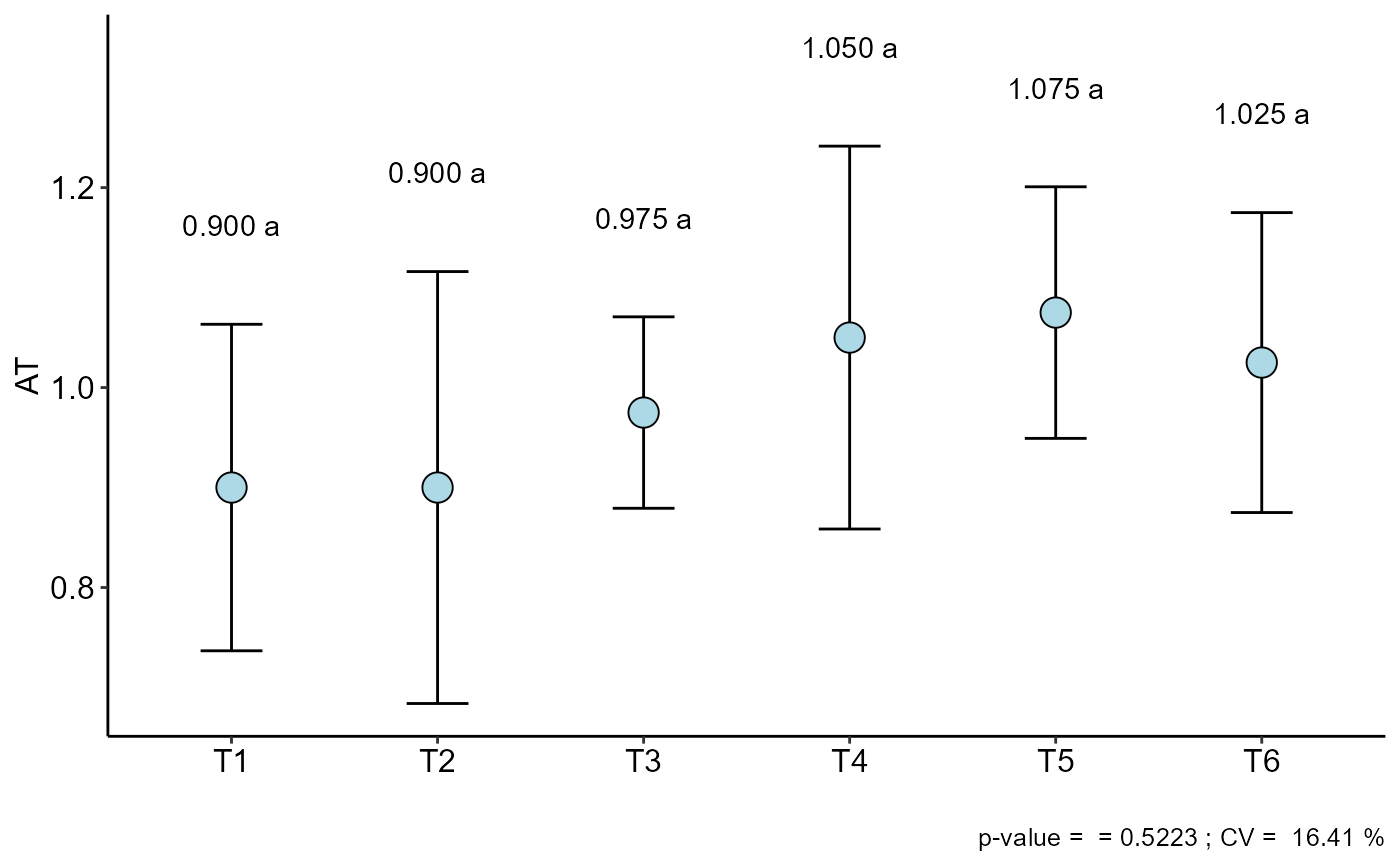 1.050 a
1.075 a
1.025 a
0.900 a
0.975 a
0.900 a
1.2
1.0
0.8
AT
T1 T2 T3 T4 T5 T6
p-value =  = 0.5223 ; CV =  16.41 %